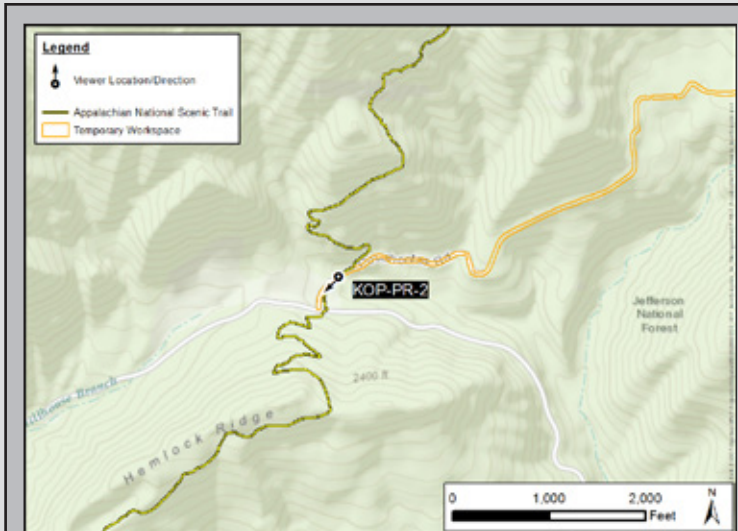 Legend
Viewer Location/Direction
Appalachian National Scenic Trail
Temporary Workspace
KOP-PR-2
Jefferson
National
Forest
2400 ft
Branch
Hemlock Ridge
0 1,000 2,000
Feet
N